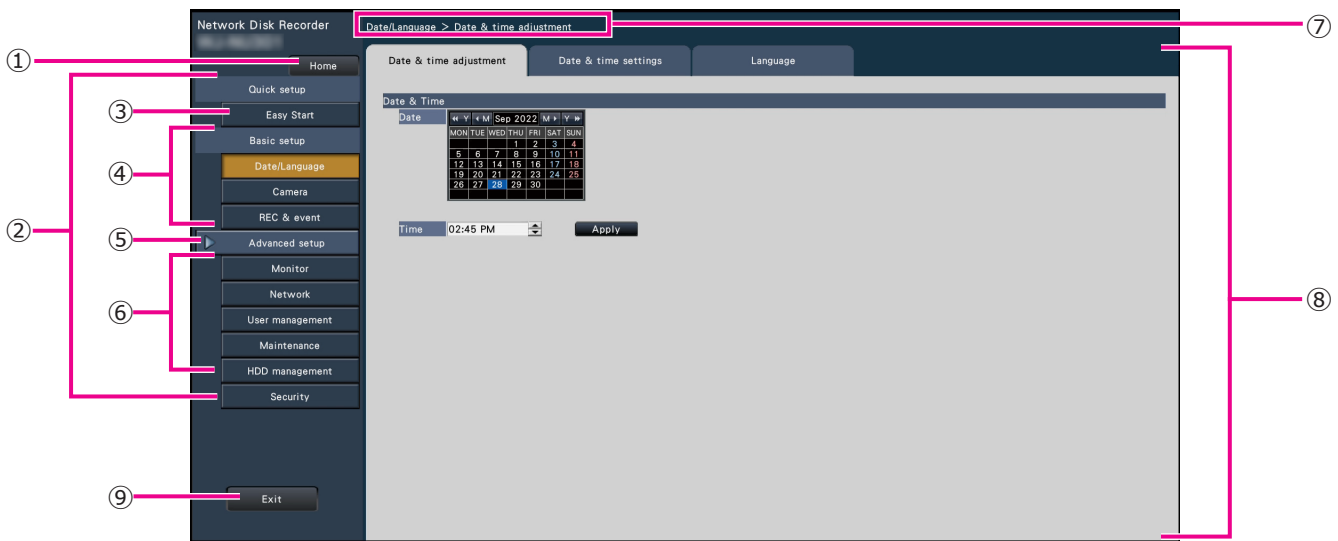 Network Disk Recorder
Date/Language > Date & time adjustment
⑦
①
Home
Date & time adjustment
Date & time settings
Language
②
Quick setup
③
Easy Start
④
Basic setup
Date/Language
Camera
REC & event
⑤
Advanced setup
⑥
Monitor
Network
User management
Maintenance
HDD management
Security
⑨
Exit
Date & Time
Date
Y M Sep 2022 M Y
MON TUE WED THU FRI SAT SUN
1 2 3 4
5 6 7 8 9 10 11
12 13 14 15 16 17 18
19 20 21 22 23 24 25
26 27 28 29 30
Time 02:45 PM Apply
⑧